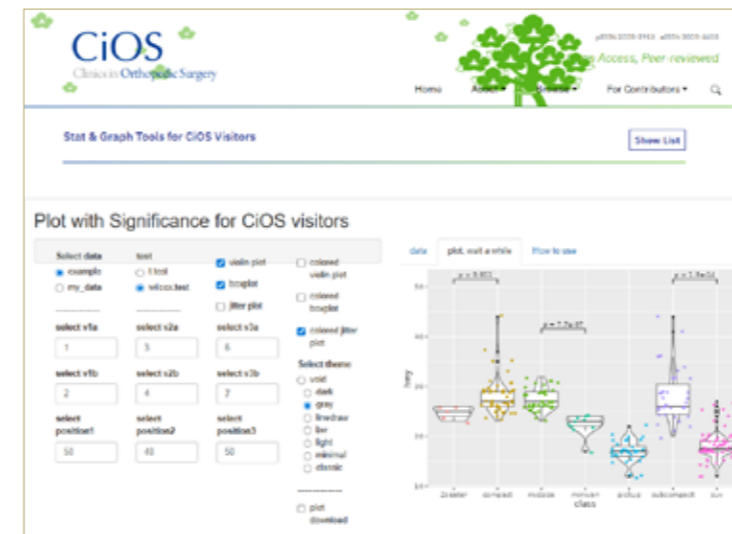 CiOS
Clinics in Orthopedic Surgery
Access, Peer-reviewed
Home About Browse For Contributors
Stat & Graph Tools for CiOS Visitors
Show List
Plot with Significance for CiOS visitors
Select data
example
my_data
test
t.test
wilcox.test
violin plot
boxplot
jitter plot
colored violin plot
colored boxplot
colored jitter plot
select v1a
1
select v2a
3
select v3a
6
select v1b
2
select v2b
4
select v3b
7
select position1
50
select position2
40
select position3
50
Select theme
void
dark
gray
linedraw
bw
light
minimal
classic
plot download
data
plot, wait a while
How to use
hwy
2seater compact midsize minivan pickup subcompact suv
class